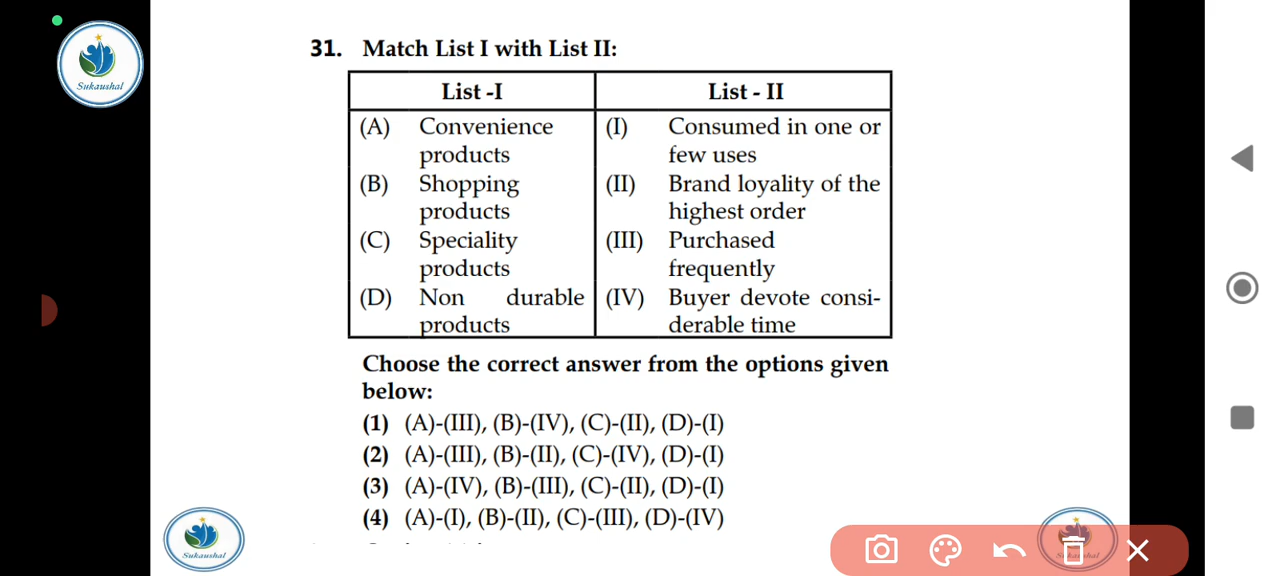 Sukaushal
31. Match List I with List II:
List -I List - II
(A) Convenience products (I) Consumed in one or few uses
(B) Shopping products (II) Brand loyality of the highest order
(C) Speciality products (III) Purchased frequently
(D) Non durable products (IV) Buyer devote consi-derable time
Choose the correct answer from the options given
below:
(1) (A)-(III), (B)-(IV), (C)-(II), (D)-(I)
(2) (A)-(III), (B)-(II), (C)-(IV), (D)-(I)
(3) (A)-(IV), (B)-(III), (C)-(II), (D)-(I)
(4) (A)-(I), (B)-(II), (C)-(III), (D)-(IV)
Sukaushal
Sukaushal